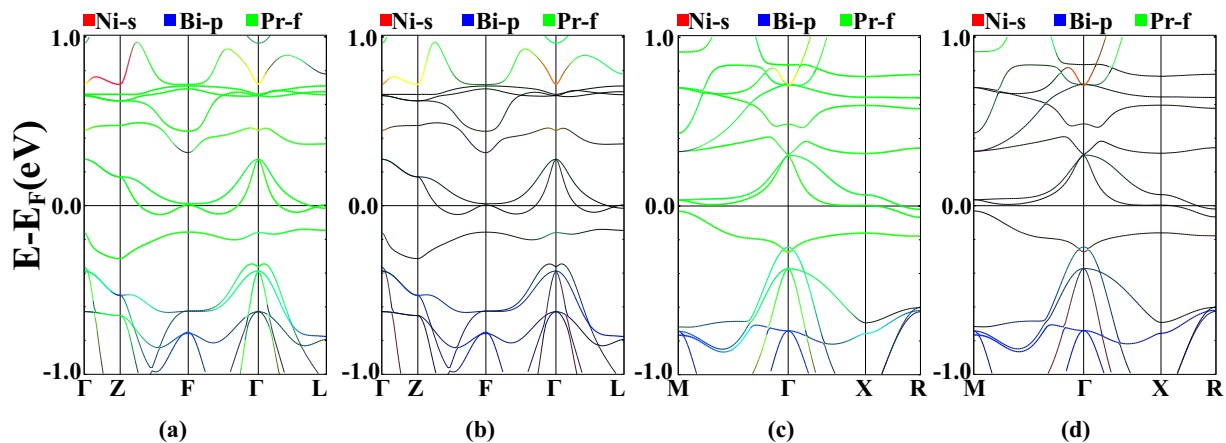 Ni-s Bi-p Pr-f Ni-s Bi-p Pr-f Ni-s Bi-p Pr-f Ni-s Bi-p Pr-f
E-E_F(eV)
1.0 1.0 1.0 1.0
0.0 0.0 0.0 0.0
-1.0 -1.0 -1.0 -1.0
Γ Z F Γ L Γ Z F Γ L M Γ X R M Γ X R
(a) (b) (c) (d)